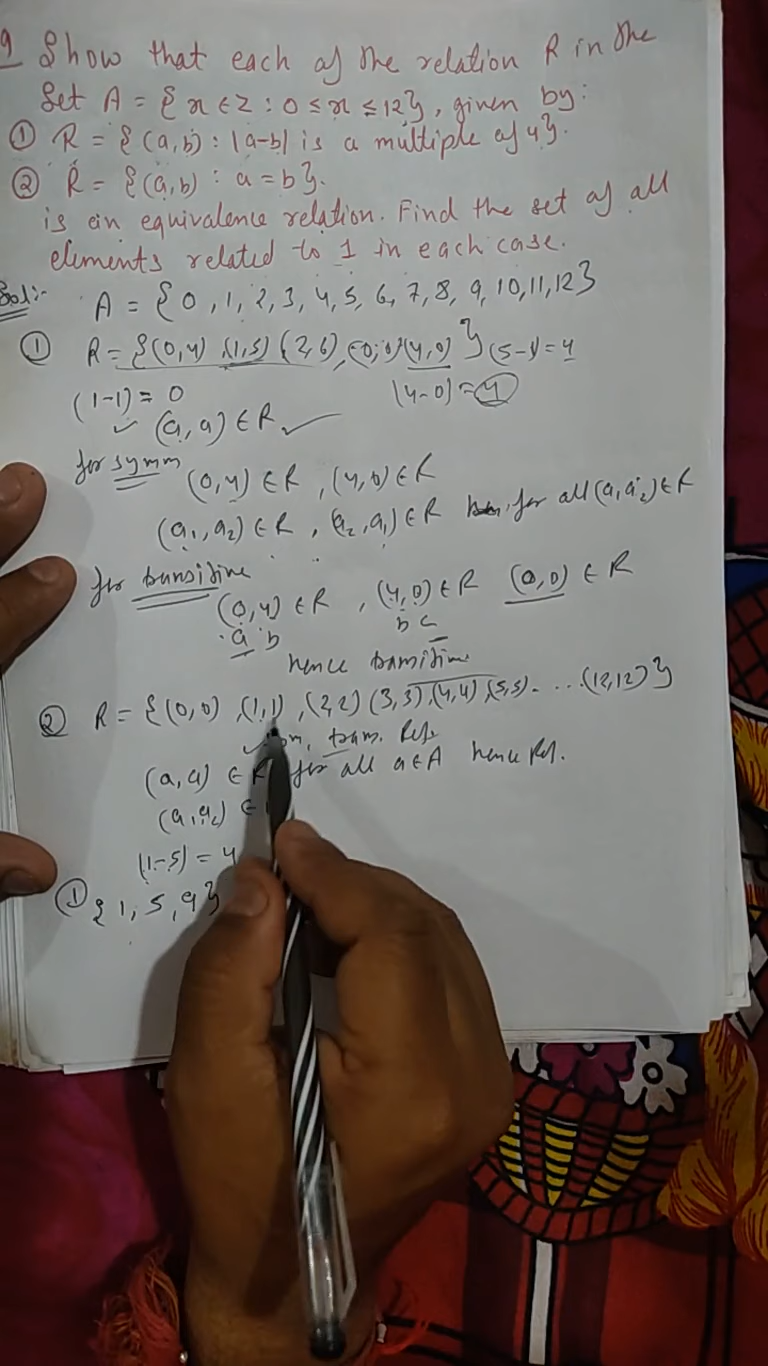 9 Show that each of the relation R in the
Set A = { x ∈ Z : 0 ≤ x ≤ 12}, given by:
① R = { (a,b) : |a-b| is a multiple of 4}.
② R = {(a,b) : a = b}.
is an equivalence relation. Find the set of all
elements related to 1 in each case.
Sol:- A = {0, 1, 2, 3, 4, 5, 6, 7, 8, 9, 10, 11, 12}
① R = {(0,4) (1,5) (2,6), (0,0) (4,0) } (5-1) = 4
(1-1) = 0 |4-0| = 4
(a, a) ∈ R
for symm (0,4) ∈ R , (4,0) ∈ R
(a₁, a₂) ∈ R , (a₂, a₁) ∈ R for all (a₁, a₂) ∈ R
for transitive (0,4) ∈ R , (4,0) ∈ R (0,0) ∈ R
a b b c
hence transitive
② R = {(0,0) ,(1,1) ,(2,2) (3,3), (4,4) ,(5,5)- ...(12,12)}
trans. Refe
(a, a) ∈ R for all a ∈ A hence Ref.
(a₁ a₂) ∈
(1-5) = 4
① {1, 5, 9}